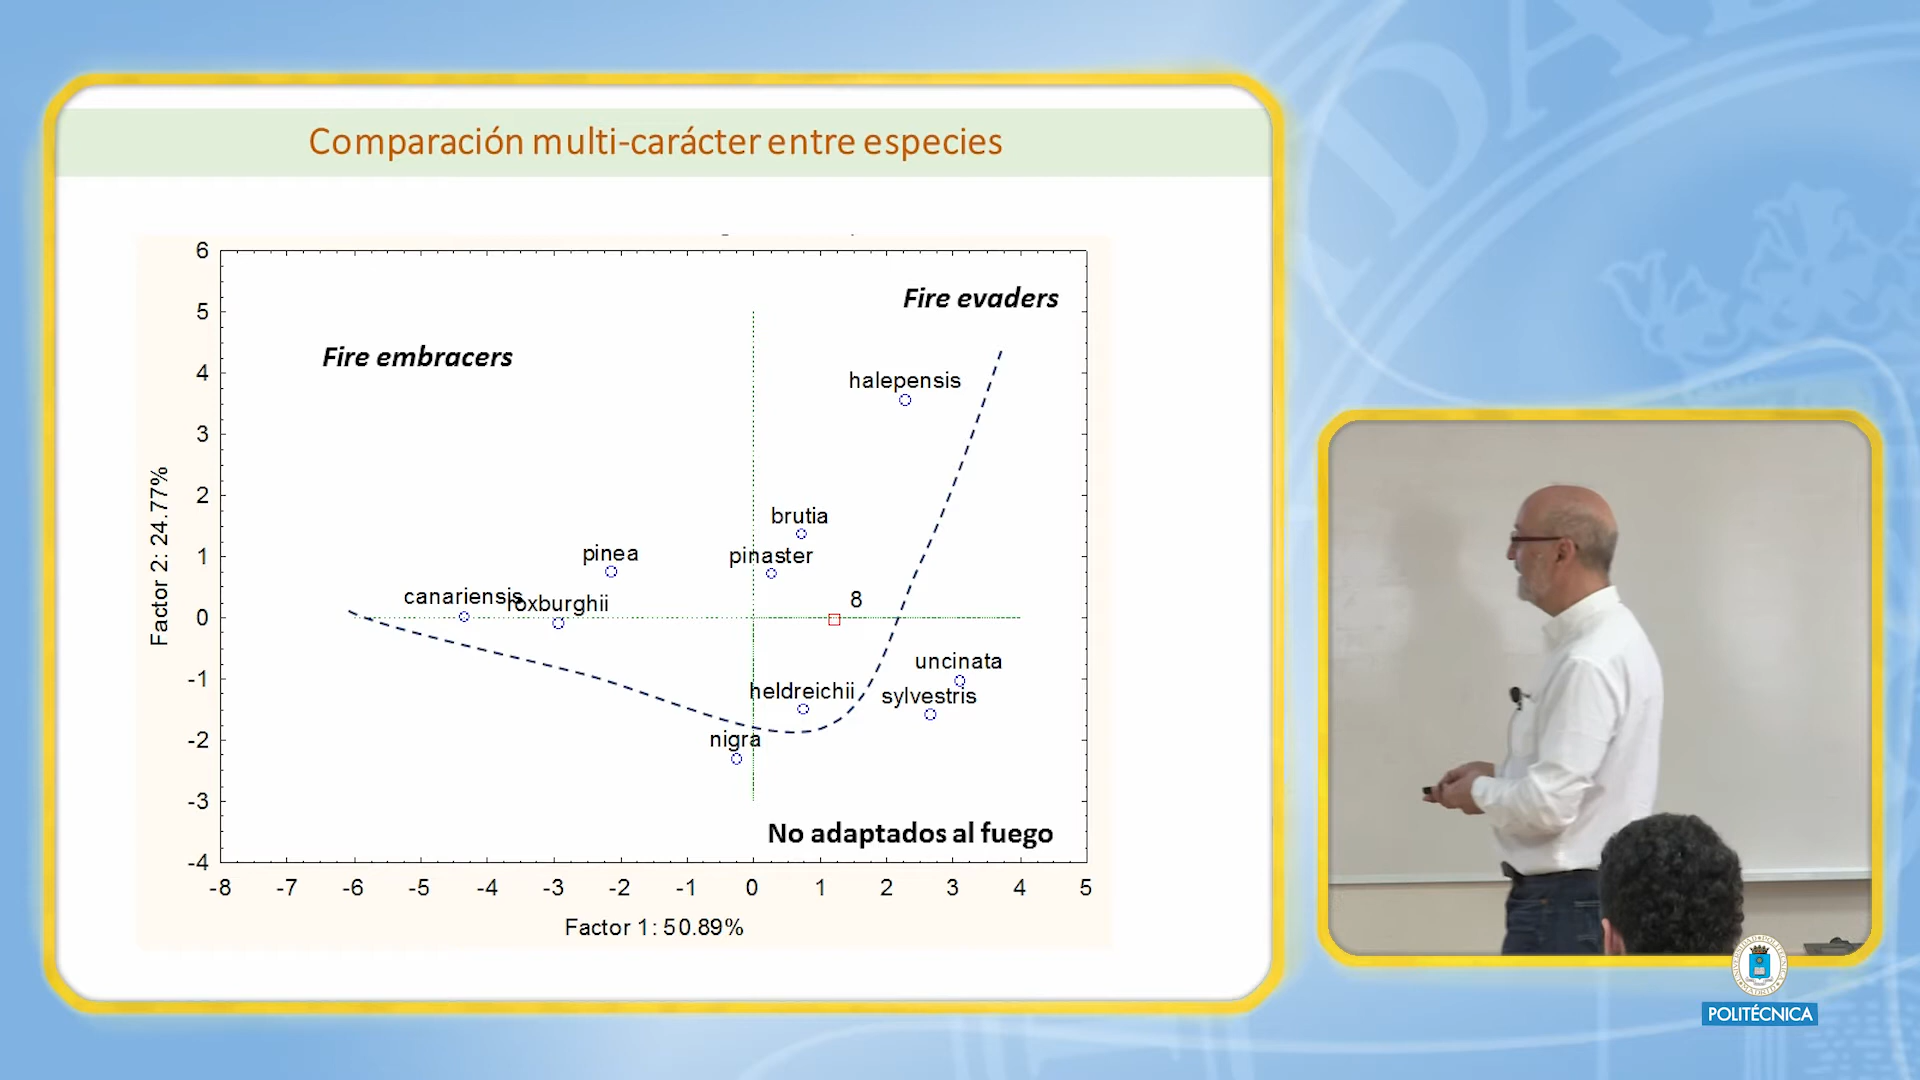 Comparación multi-carácter entre especies
Fire evaders
Fire embracers
halepensis
brutia
pinea
pinaster
canariensis
roxburghii
8
uncinata
heldreichii
sylvestris
nigra
No adaptados al fuego
6
5
4
3
2
1
0
-1
-2
-3
-4
Factor 2: 24.77%
-8 -7 -6 -5 -4 -3 -2 -1 0 1 2 3 4 5
Factor 1: 50.89%
POLITÉCNICA